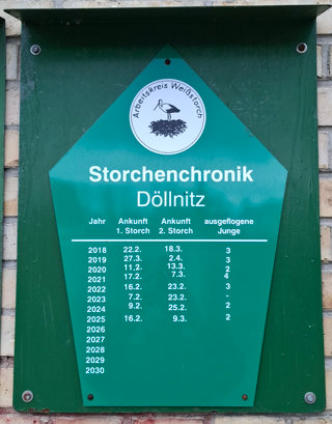 Arbeitskreis Weißstorch
Storchenchronik
Döllnitz
Jahr Ankunft 1. Storch Ankunft 2. Storch ausgeflogene Junge
2018 22.2. 18.3. 3
2019 27.3. 2.4. 3
2020 11.2. 13.3. 2
2021 17.2. 7.3. 4
2022 16.2. 23.2. 3
2023 7.2. 23.2. -
2024 9.2. 25.2. 2
2025 16.2. 9.3. 2
2026
2027
2028
2029
2030